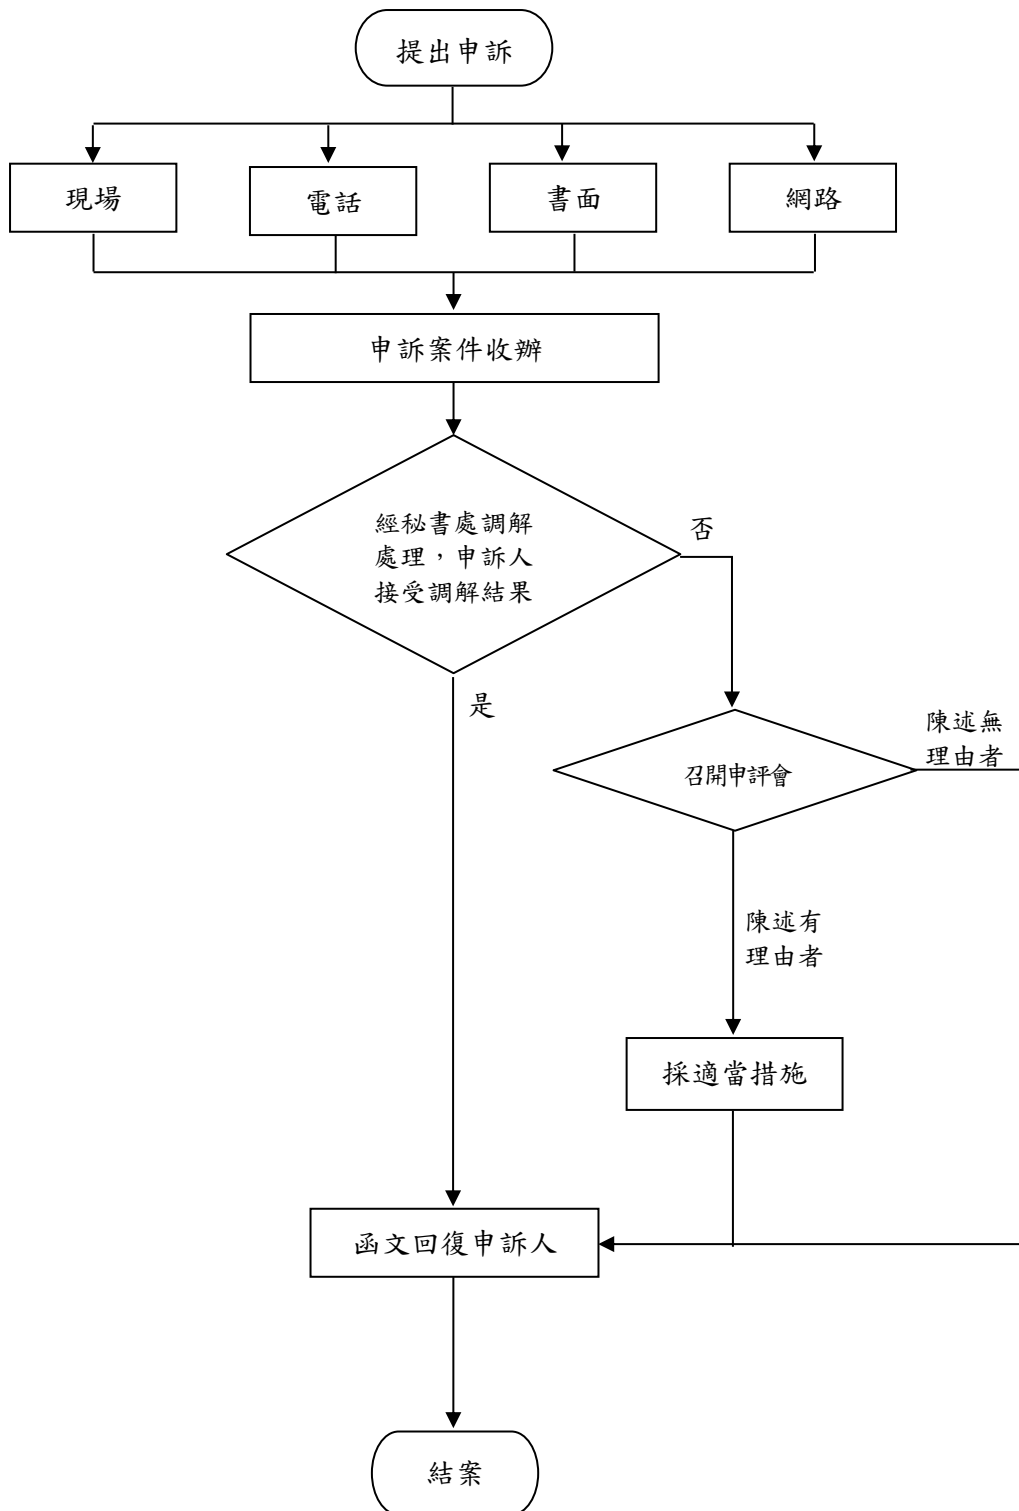 提出申訴
現場
電話
書面
網路
申訴案件收辦
經秘書處調解
處理，申訴人
接受調解結果
否
是
陳述無
理由者
召開申評會
陳述有
理由者
採適當措施
函文回復申訴人
結案